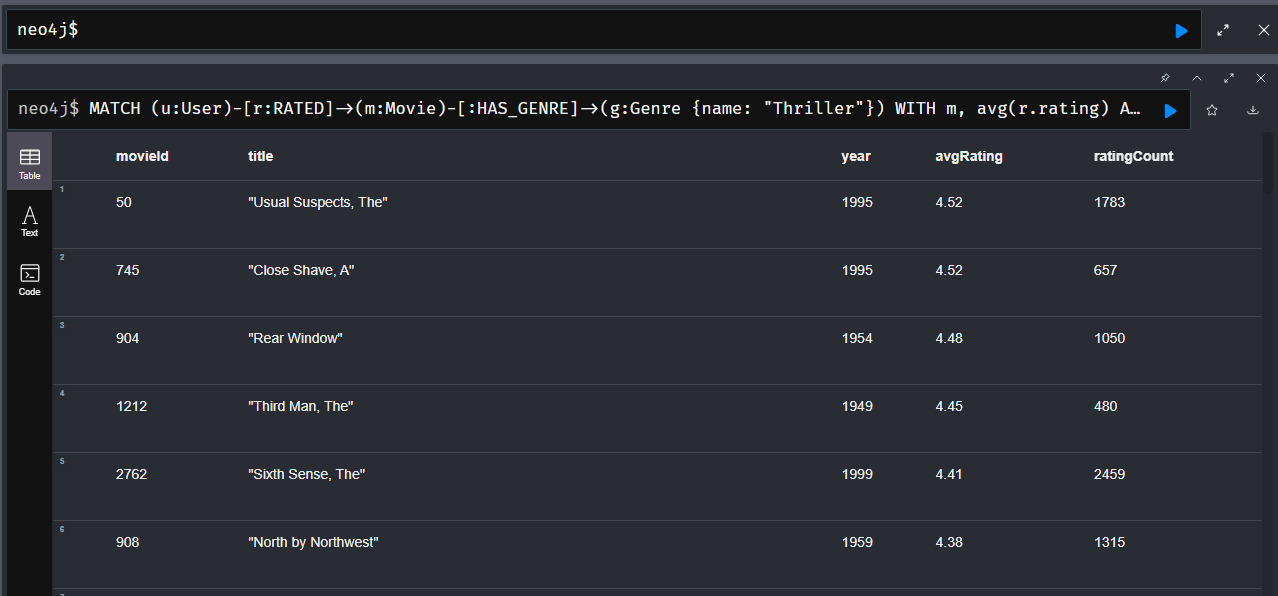 neo4j$
neo4j$ MATCH (u:User)-[r:RATED]->(m:Movie)-[:HAS_GENRE]->(g:Genre {name: "Thriller"}) WITH m, avg(r.rating) A…
Table
Text
Code
movieId title year avgRating ratingCount
1 50 "Usual Suspects, The" 1995 4.52 1783
2 745 "Close Shave, A" 1995 4.52 657
3 904 "Rear Window" 1954 4.48 1050
4 1212 "Third Man, The" 1949 4.45 480
5 2762 "Sixth Sense, The" 1999 4.41 2459
6 908 "North by Northwest" 1959 4.38 1315